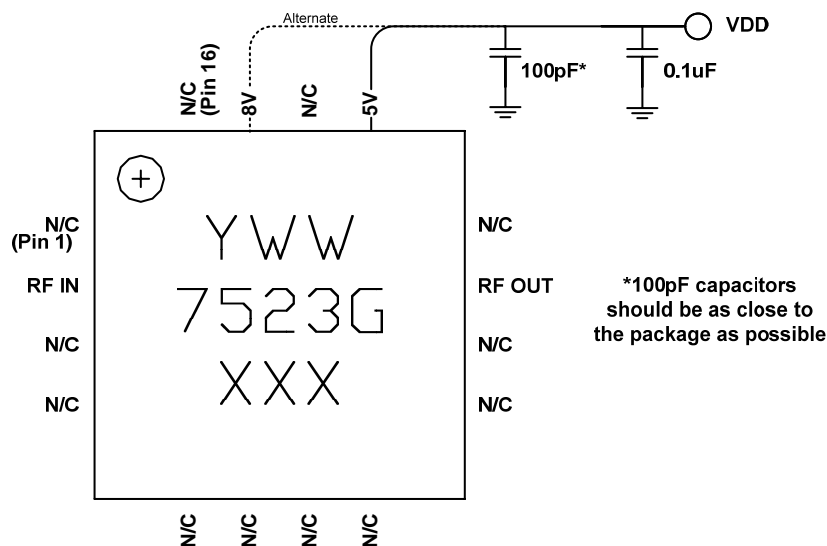 Alternate
VDD
100pF*
0.1uF
N/C
(Pin 16)
8V
N/C
5V
N/C
(Pin 1)
RF IN
N/C
N/C
YWW
7523G
XXX
N/C
RF OUT
N/C
N/C
*100pF capacitors
should be as close to
the package as possible
N/C
N/C
N/C
N/C